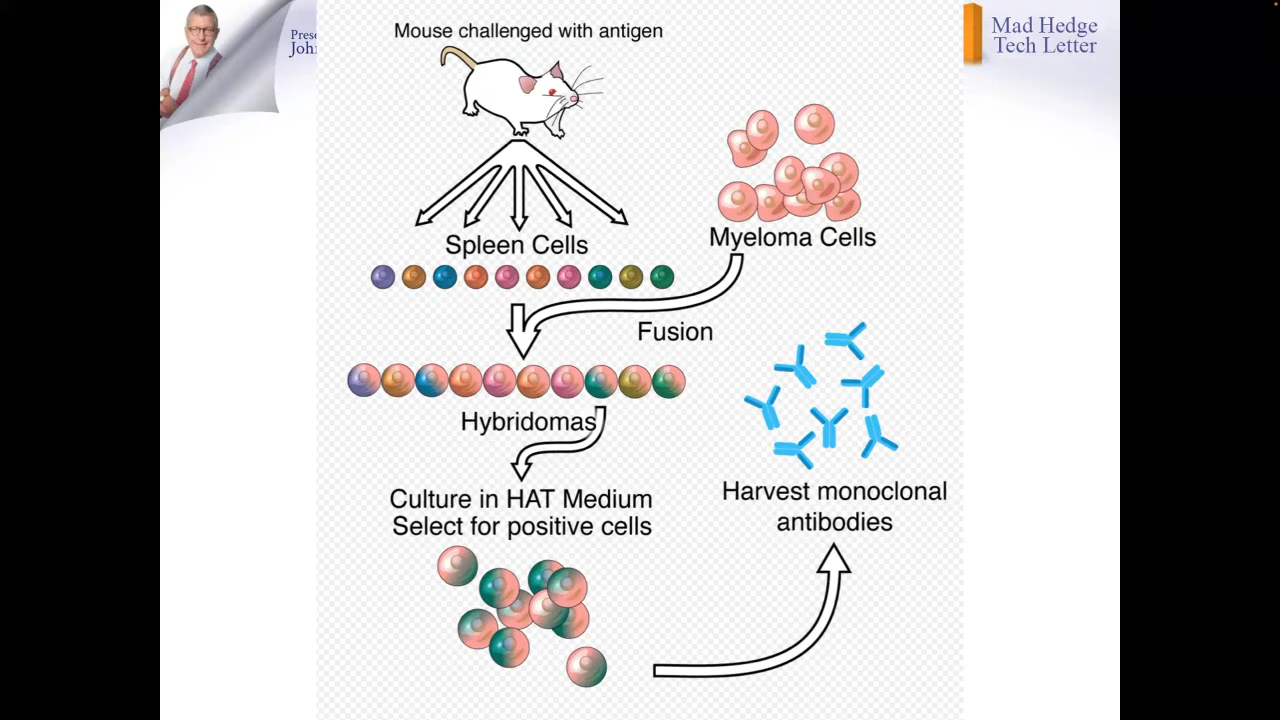 Mouse challenged with antigen
Mad Hedge
Tech Letter
Myeloma Cells
Spleen Cells
Fusion
Hybridomas
Culture in HAT Medium
Select for positive cells
Harvest monoclonal
antibodies